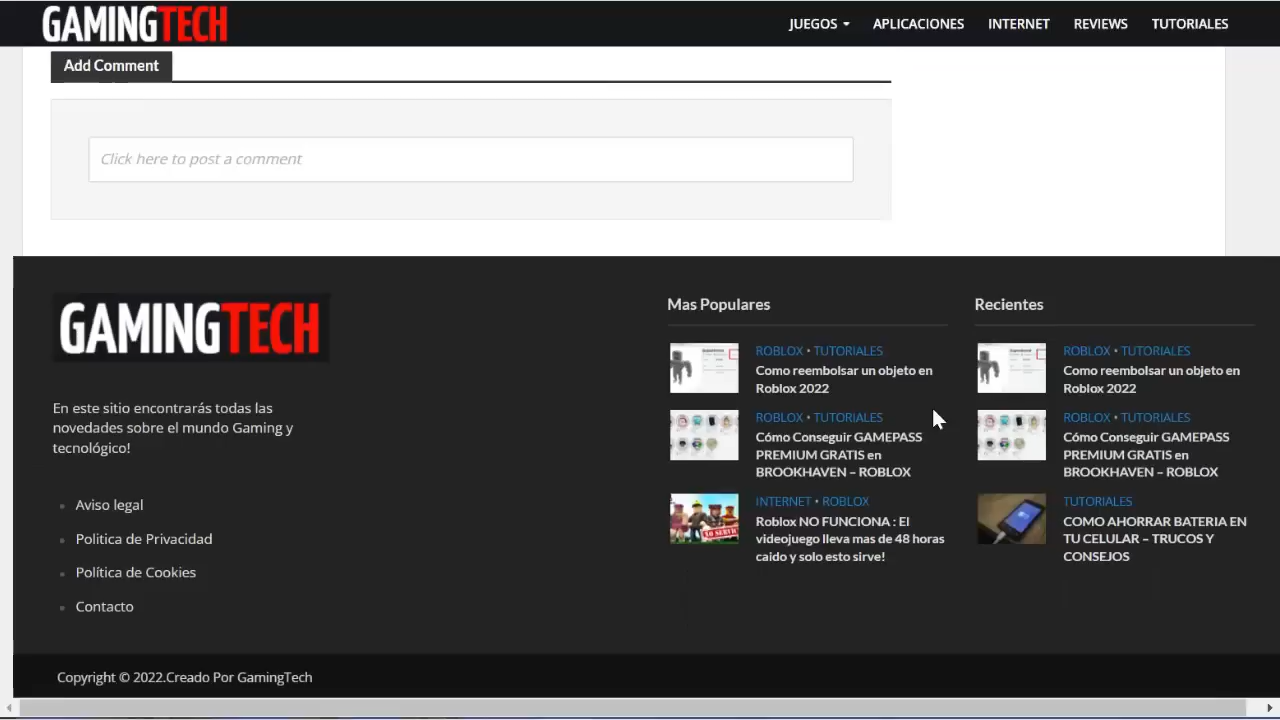 GAMINGTECH
JUEGOS
APLICACIONES
INTERNET
REVIEWS
TUTORIALES
Add Comment
Click here to post a comment
GAMINGTECH
En este sitio encontrarás todas las
novedades sobre el mundo Gaming y
tecnológico!
Aviso legal
Politica de Privacidad
Política de Cookies
Contacto
Mas Populares
ROBLOX • TUTORIALES
Como reembolsar un objeto en
Roblox 2022
ROBLOX • TUTORIALES
Cómo Conseguir GAMEPASS
PREMIUM GRATIS en
BROOKHAVEN – ROBLOX
INTERNET • ROBLOX
Roblox NO FUNCIONA : El
videojuego lleva mas de 48 horas
caido y solo esto sirve!
Recientes
ROBLOX • TUTORIALES
Como reembolsar un objeto en
Roblox 2022
ROBLOX • TUTORIALES
Cómo Conseguir GAMEPASS
PREMIUM GRATIS en
BROOKHAVEN – ROBLOX
TUTORIALES
COMO AHORRAR BATERIA EN
TU CELULAR – TRUCOS Y
CONSEJOS
Copyright © 2022.Creado Por GamingTech